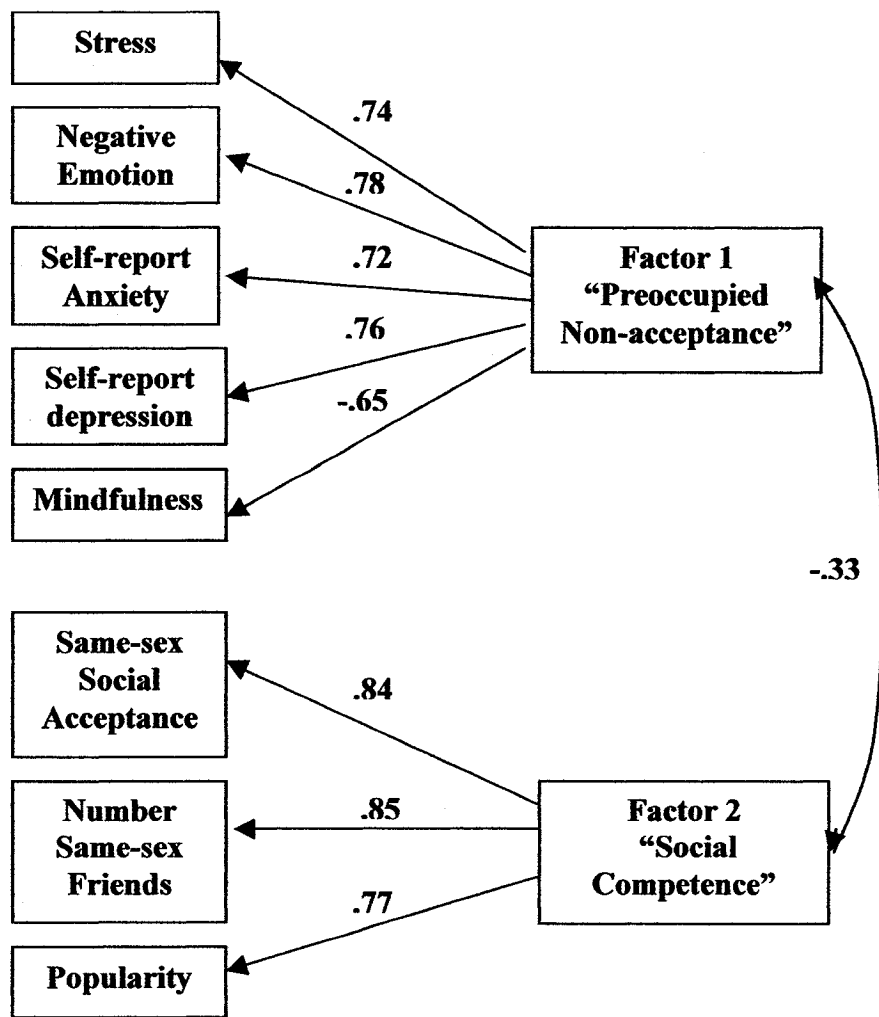 Stress
.74
Negative
Emotion
.78
Self-report
Anxiety
.72
Factor 1
“Preoccupied
Non-acceptance”
.76
Self-report
depression
-.65
Mindfulness
-.33
Same-sex
Social
Acceptance
.84
Number
Same-sex
Friends
.85
Factor 2
“Social
Competence”
.77
Popularity